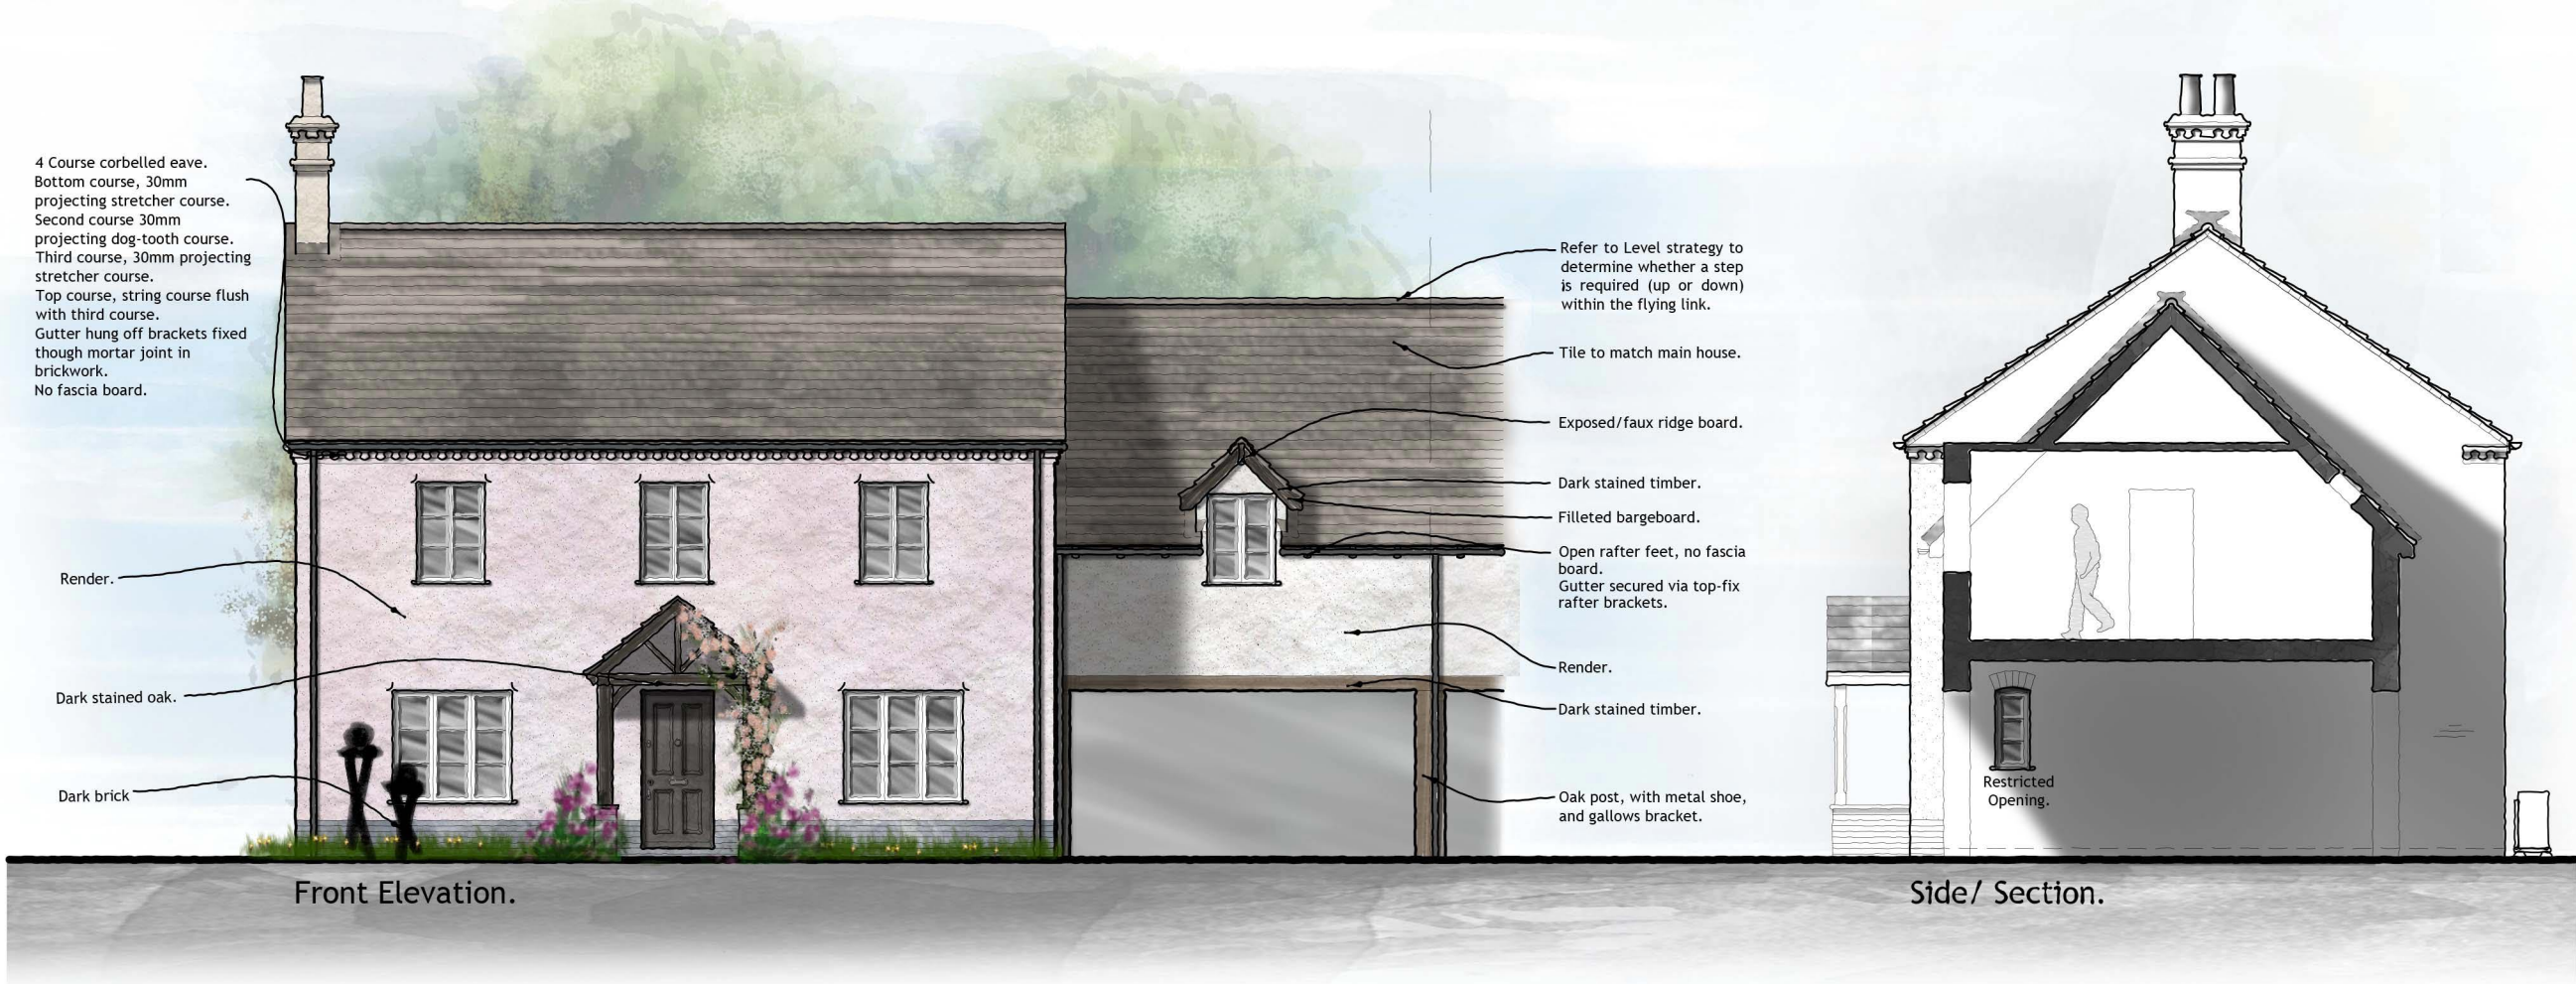 4 Course corbelled eave.
Bottom course, 30mm
projecting stretcher course.
Second course 30mm
projecting dog-tooth course.
Third course, 30mm projecting
stretcher course.
Top course, string course flush
with third course.
Gutter hung off brackets fixed
though mortar joint in
brickwork.
No fascia board.
Render.
Dark stained oak.
Dark brick
Refer to Level strategy to
determine whether a step
is required (up or down)
within the flying link.
Tile to match main house.
Exposed/faux ridge board.
Dark stained timber.
Filleted bargeboard.
Open rafter feet, no fascia
board.
Gutter secured via top-fix
rafter brackets.
Render.
Dark stained timber.
Oak post, with metal shoe,
and gallows bracket.
Restricted
Opening.
Front Elevation.
Side/ Section.